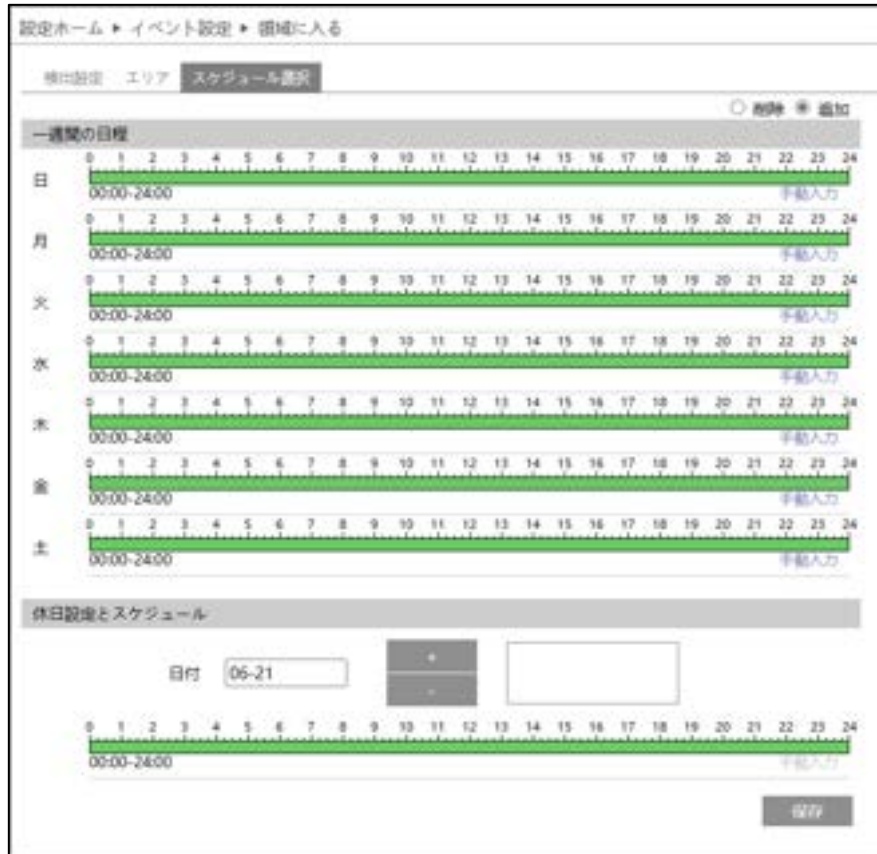 設定ホーム ▸ イベント設定 ▸ 領域に入る
検出設定 エリア スケジュール選択
削除 追加
一週間の日程
0 1 2 3 4 5 6 7 8 9 10 11 12 13 14 15 16 17 18 19 20 21 22 23 24
日
00:00-24:00 手動入力
0 1 2 3 4 5 6 7 8 9 10 11 12 13 14 15 16 17 18 19 20 21 22 23 24
月
00:00-24:00 手動入力
0 1 2 3 4 5 6 7 8 9 10 11 12 13 14 15 16 17 18 19 20 21 22 23 24
火
00:00-24:00 手動入力
0 1 2 3 4 5 6 7 8 9 10 11 12 13 14 15 16 17 18 19 20 21 22 23 24
水
00:00-24:00 手動入力
0 1 2 3 4 5 6 7 8 9 10 11 12 13 14 15 16 17 18 19 20 21 22 23 24
木
00:00-24:00 手動入力
0 1 2 3 4 5 6 7 8 9 10 11 12 13 14 15 16 17 18 19 20 21 22 23 24
金
00:00-24:00 手動入力
0 1 2 3 4 5 6 7 8 9 10 11 12 13 14 15 16 17 18 19 20 21 22 23 24
土
00:00-24:00 手動入力
休日設定とスケジュール
+
日付 06-21
-
0 1 2 3 4 5 6 7 8 9 10 11 12 13 14 15 16 17 18 19 20 21 22 23 24
00:00-24:00 手動入力
保存